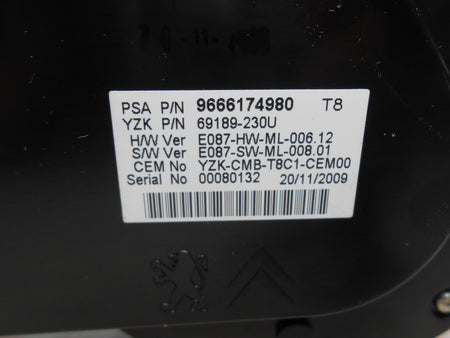 PSA P/N 9666174980 T8
YZK P/N 69189-230U
H/W Ver E087-HW-ML-006.12
S/W Ver E087-SW-ML-008.01
CEM No YZK-CMB-T8C1-CEM00
Serial No 00080132 20/11/2009